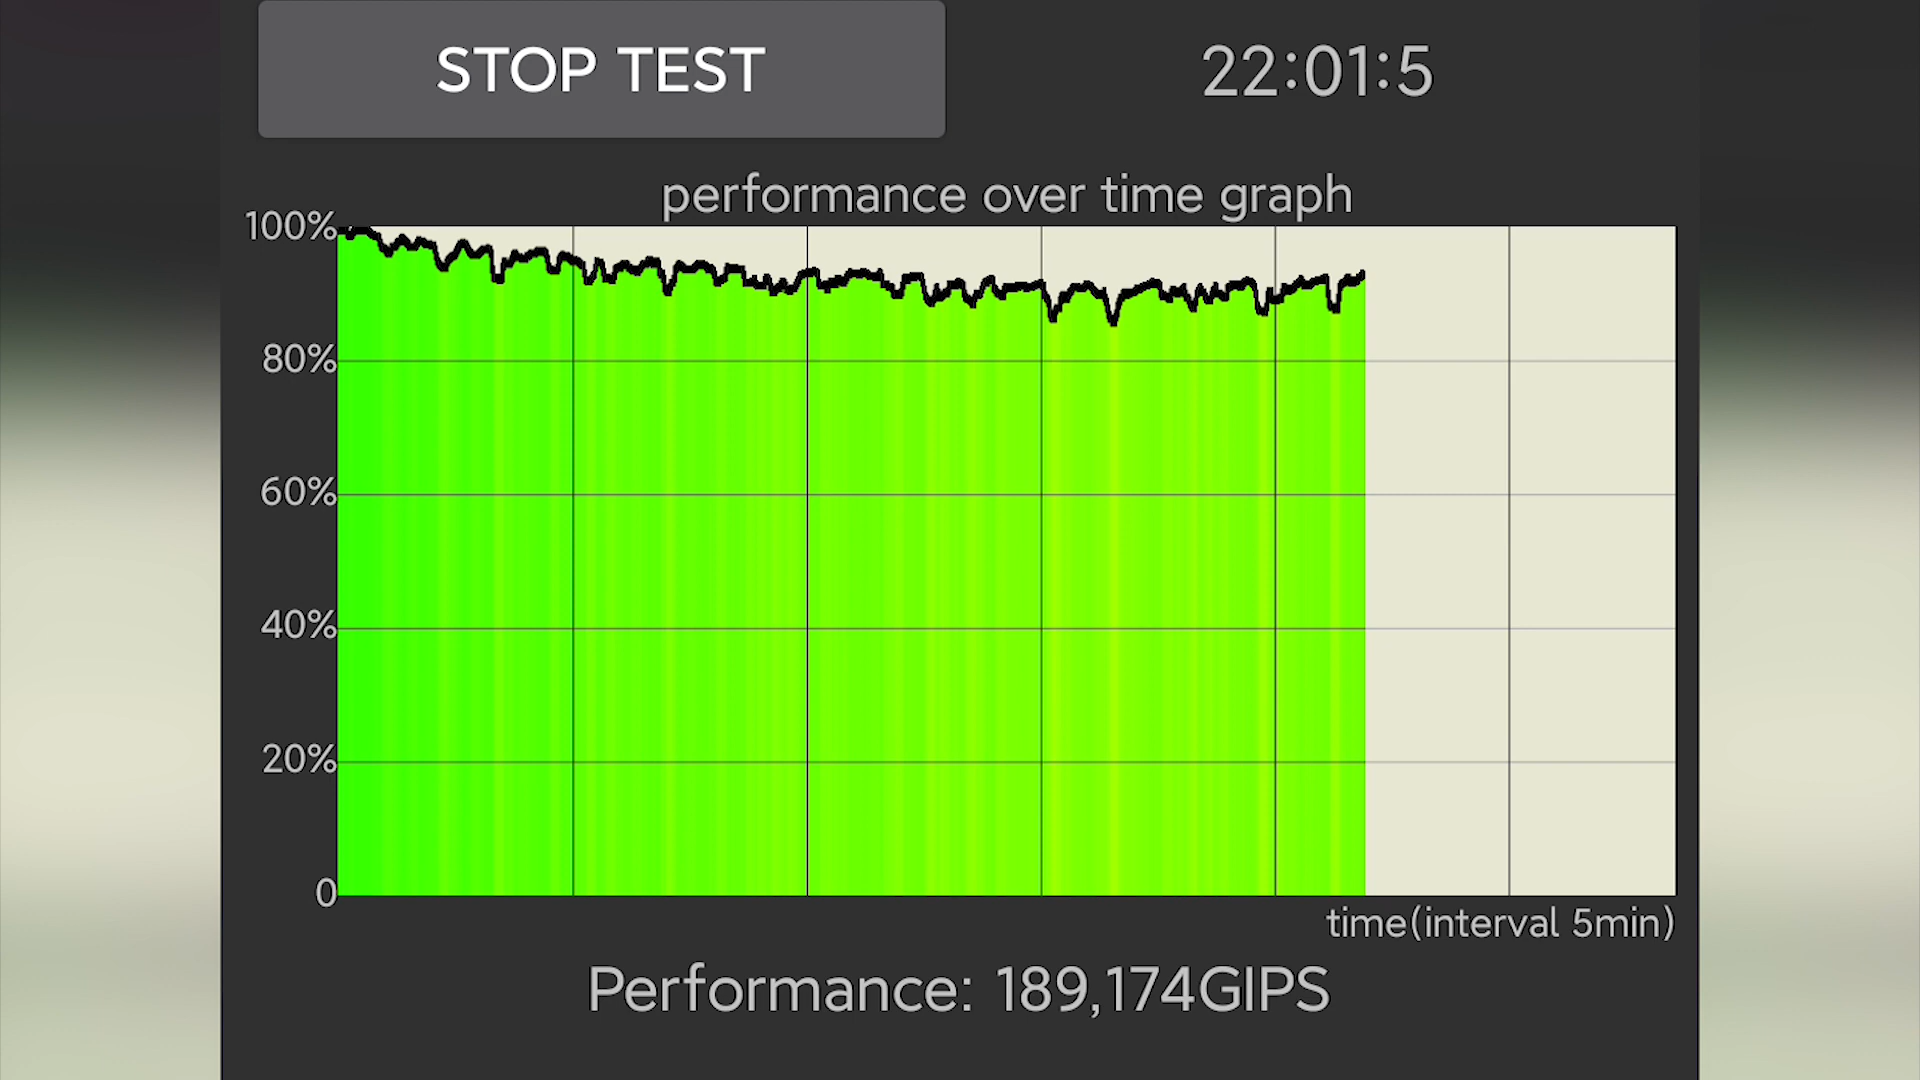 STOP TEST
22:01:5
performance over time graph
100%
80%
60%
40%
20%
0
time(interval 5min)
Performance: 189,174GIPS